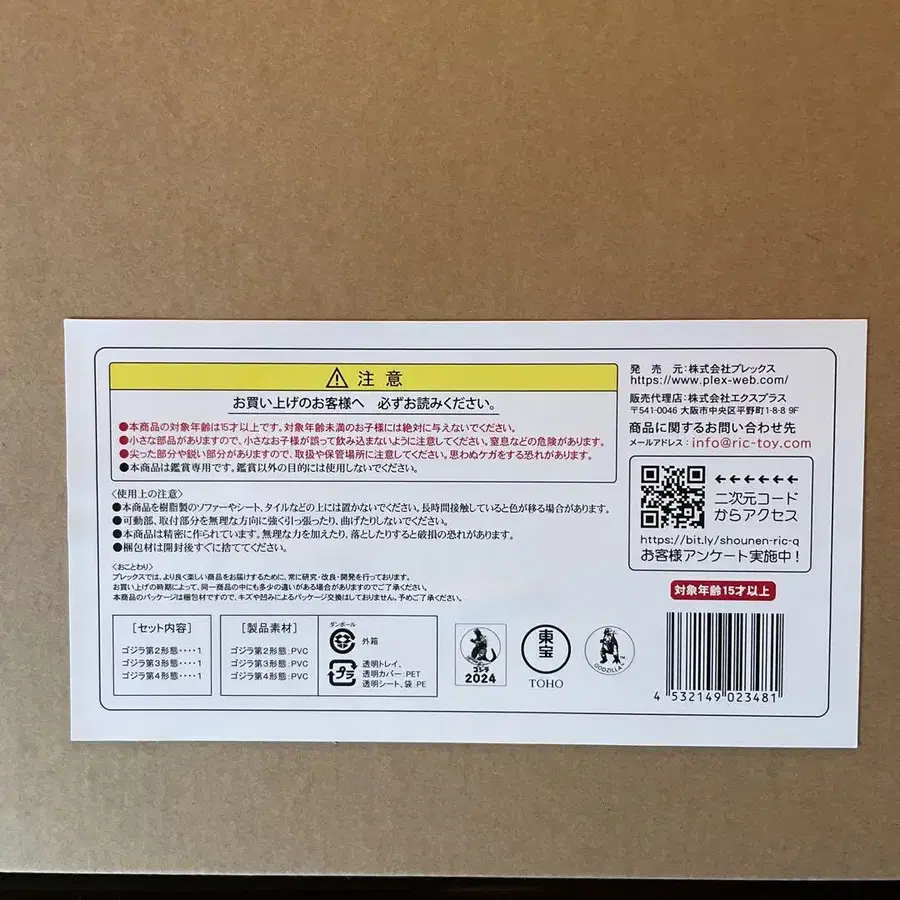 注意
お買い上げのお客様へ 必ずお読みください。
●本商品の対象年齢は15才以上です。対象年齢未満のお子様には絶対に与えないでください。
●小さな部品がありますので、小さなお子様が誤って飲み込まないように注意してください。窒息などの危険があります。
●尖った部分や鋭い部分がありますので、取扱や保管場所に注意してください。思わぬケガをする恐れがあります。
●本商品は鑑賞専用です。鑑賞以外の目的には使用しないでください。
〈使用上の注意〉
●本商品を樹脂製のソファーやシート、タイルなどの上には置かないでください。長時間接触していると色が移る場合があります。
●可動部、取付部分を無理な方向に強く引っ張ったり、曲げたりしないでください。
●本商品は精密に作られています。無理な力を加えたり、落としたりすると破損の恐れがあります。
●梱包材は開封後すぐに捨ててください。
〈おことわり〉
プレックスでは、より良く楽しい商品をお届けするために、常に研究・改良・開発を行っております。
お買い上げの時期によって、同一商品の中にも多少の違いがある場合がありますのでご了承ください。
本商品のパッケージは梱包材ですので、キズや凹みによるパッケージ交換はしておりません。予めご了承ください。
[セット内容]
ゴジラ第2形態・・・・1
ゴジラ第3形態・・・・1
ゴジラ第4形態・・・・1
[製品素材]
ゴジラ第2形態:PVC
ゴジラ第3形態:PVC
ゴジラ第4形態:PVC
ダンボール
外箱
プラ
透明トレイ、
透明カバー:PET
透明シート、袋:PE
ゴジラ
2024
東宝
TOHO
GODZILLA
TM
発売元:株式会社プレックス
https://www.plex-web.com/
販売代理店:株式会社エクスプラス
〒541-0046 大阪市中央区平野町1-8-8 9F
商品に関するお問い合わせ先
メールアドレス:info@ric-toy.com
二次元コード
からアクセス
https://bit.ly/shounen-ric-q
お客様アンケート実施中!
対象年齢15才以上
4 532149 023481